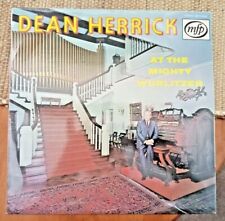 DEAN HERRICK
mfp
AT THE
MIGHTY
WURLITZER